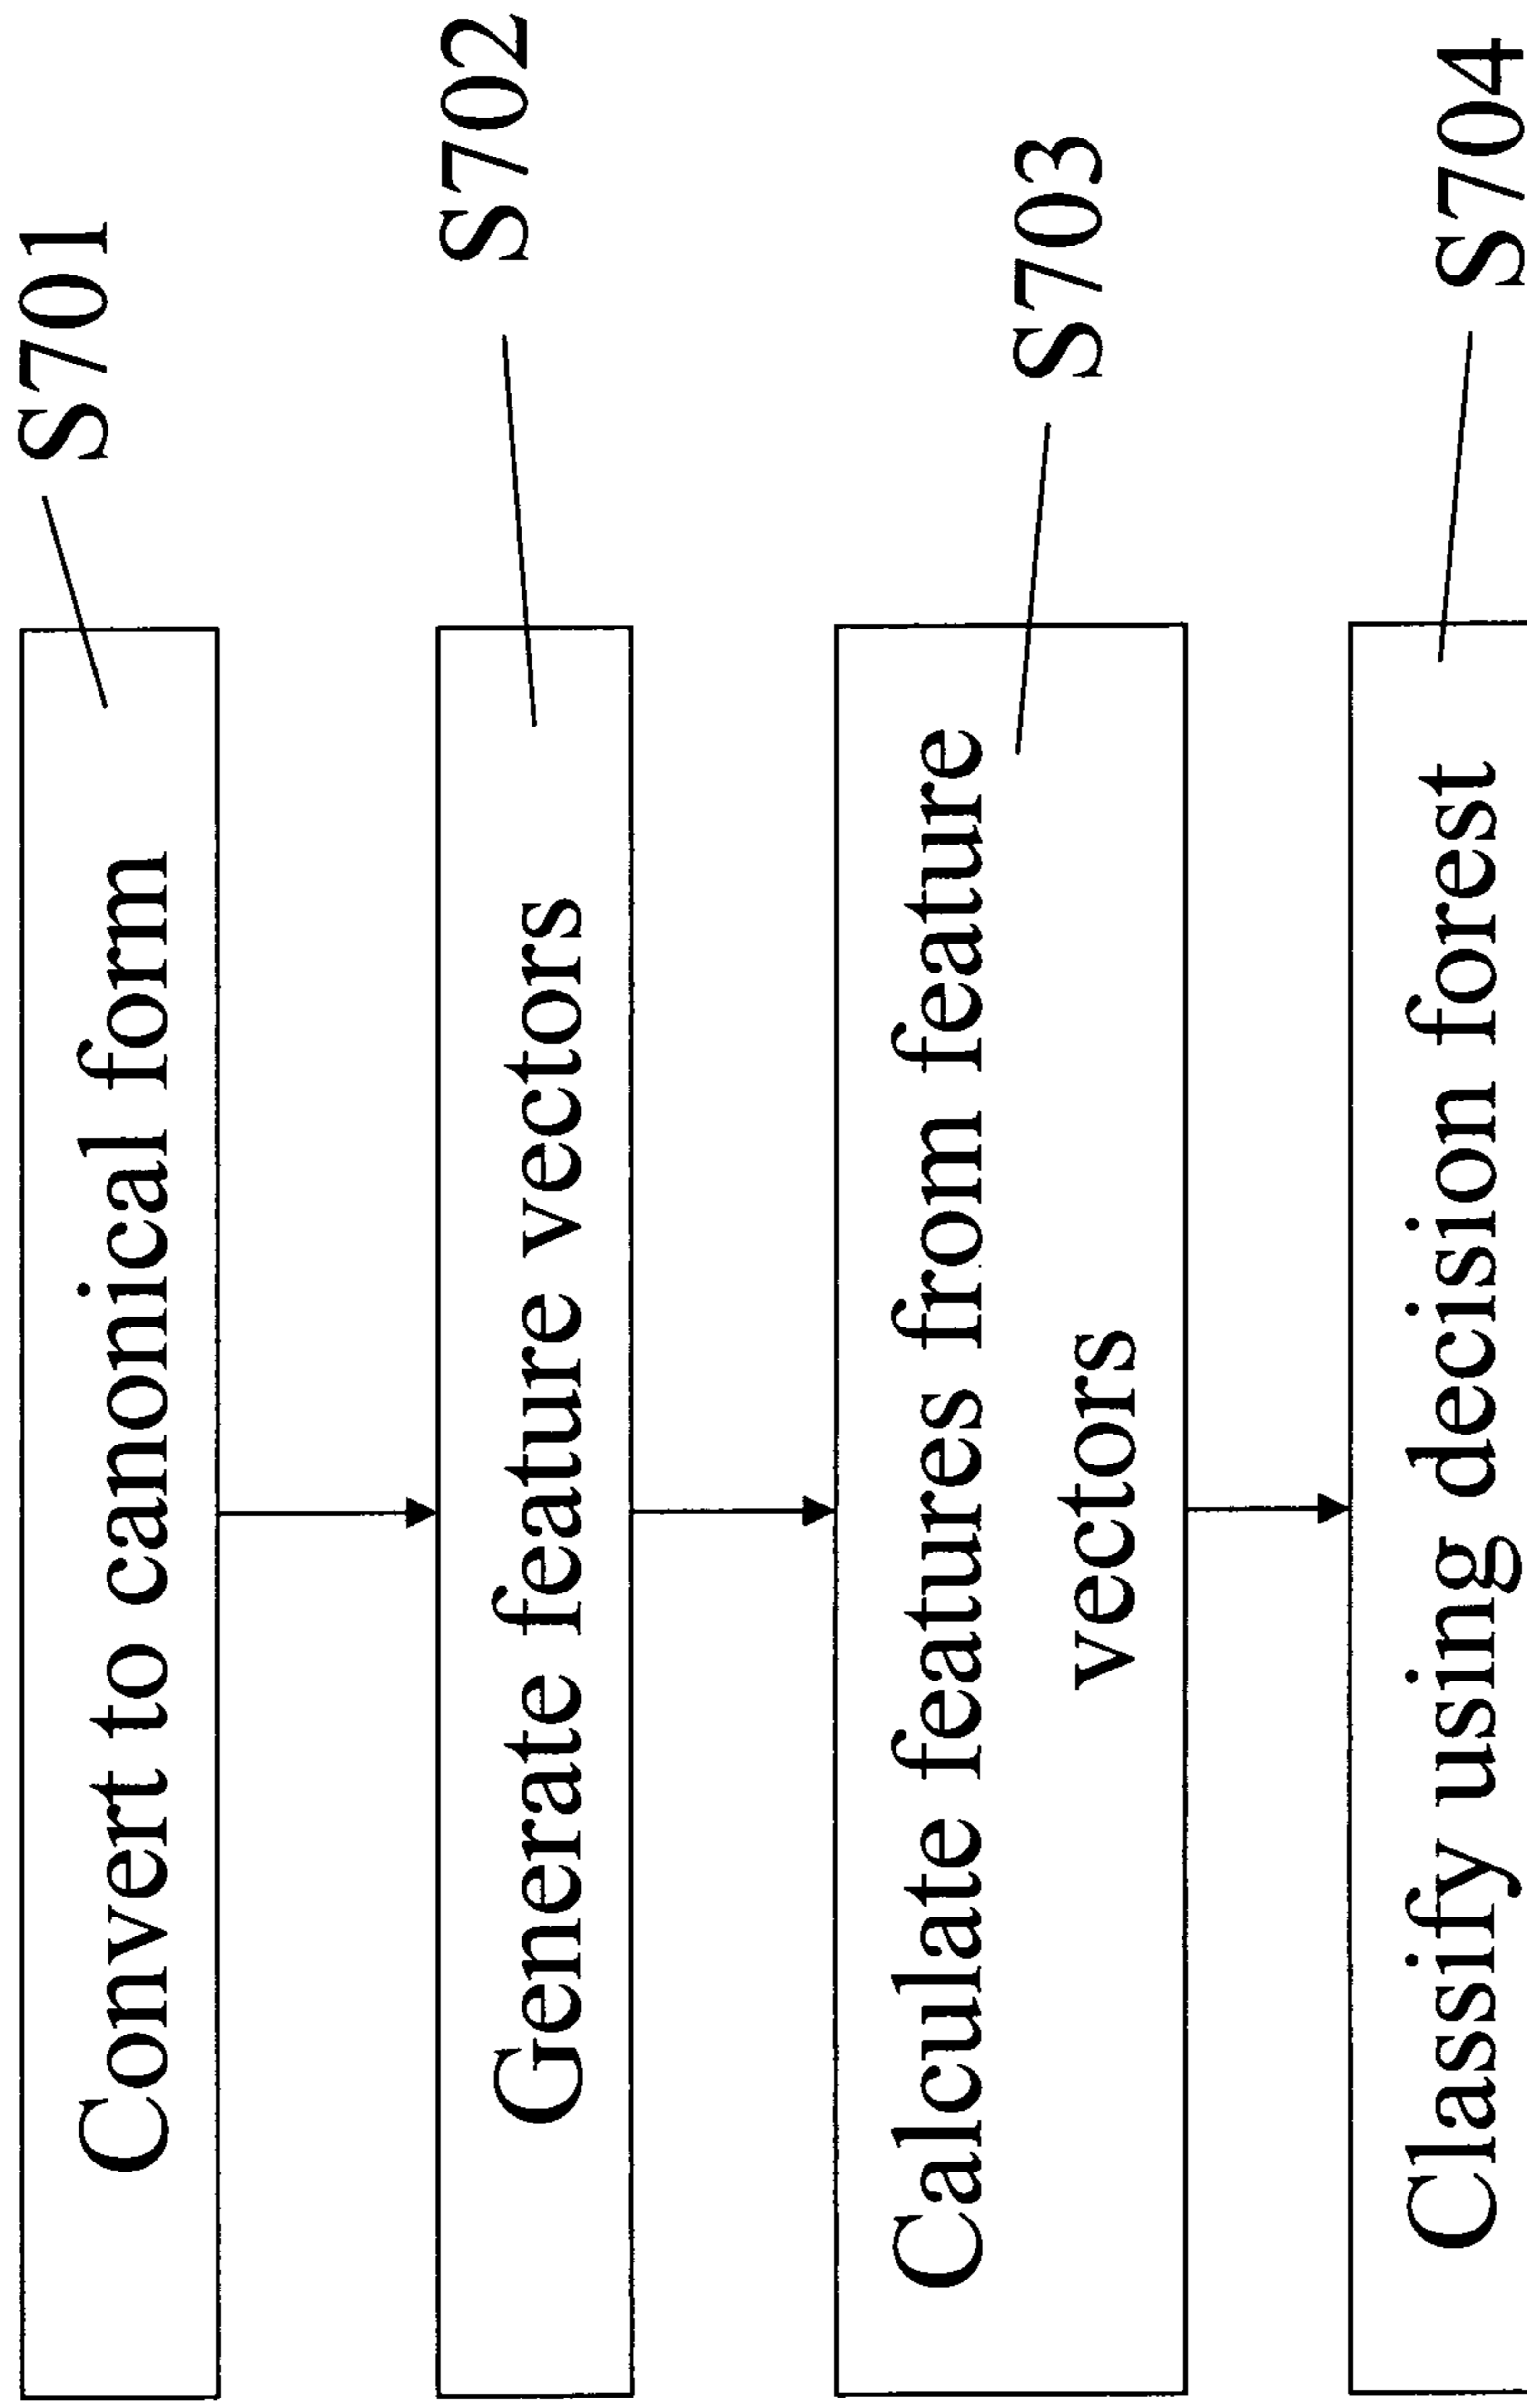 Convert to canonical form
S701
Generate feature vectors
S702
Calculate features from feature
vectors
S703
Classify using decision forest
S704